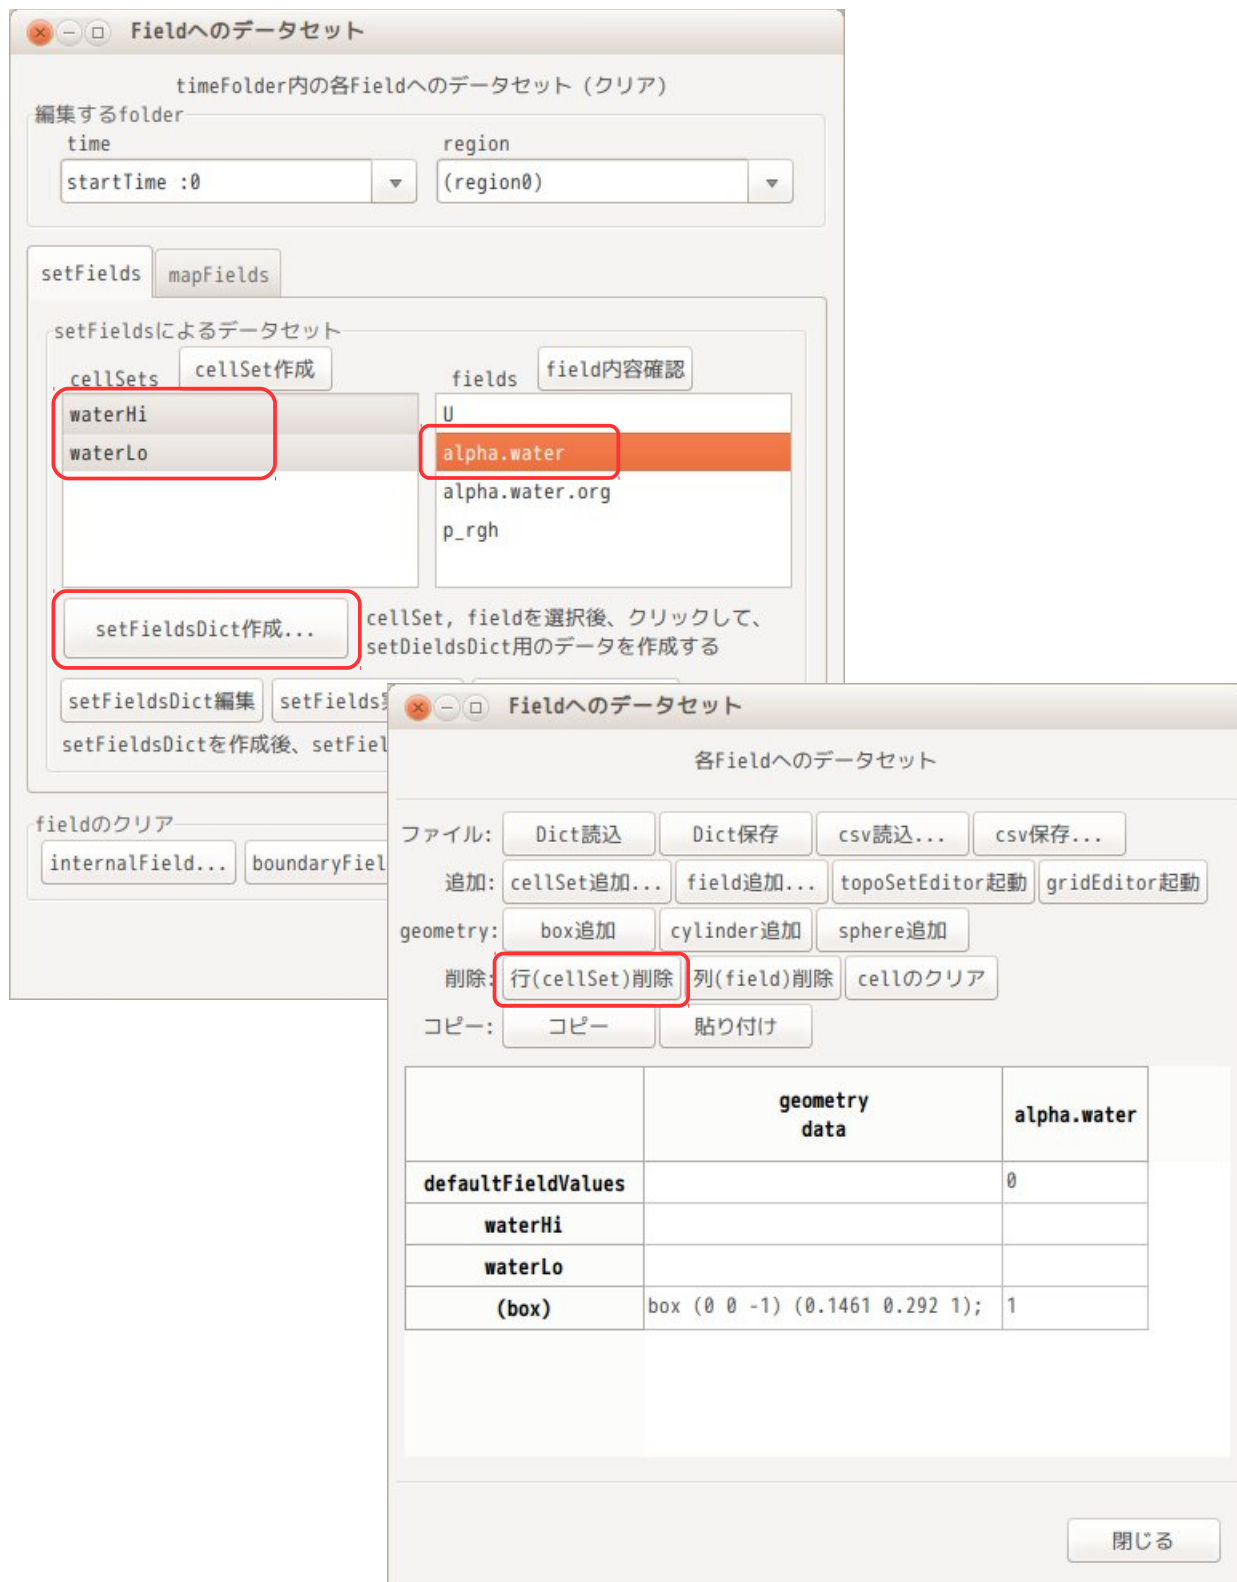 Fieldへのデータセット
timeFolder内の各Fieldへのデータセット (クリア)
編集するfolder
time
region
startTime :0
(region0)
setFields
mapFields
setFieldsによるデータセット
cellSets
cellSet作成
fields
field内容確認
waterHi
waterLo
U
alpha.water
alpha.water.org
p_rgh
setFieldsDict作成...
cellSet, fieldを選択後、クリックして、
setDieldsDict用のデータを作成する
setFieldsDict編集
setFields
setFieldsDictを作成後、setFiel
fieldのクリア
internalField...
boundaryFiel
Fieldへのデータセット
各Fieldへのデータセット
ファイル:
Dict読込
Dict保存
csv読込...
csv保存...
追加:
cellSet追加...
field追加...
topoSetEditor起動
gridEditor起動
geometry:
box追加
cylinder追加
sphere追加
削除:
行(cellSet)削除
列(field)削除
cellのクリア
コピー:
コピー
貼り付け
geometry
data
alpha.water
defaultFieldValues
0
waterHi
waterLo
(box)
box (0 0 -1) (0.1461 0.292 1);
1
閉じる